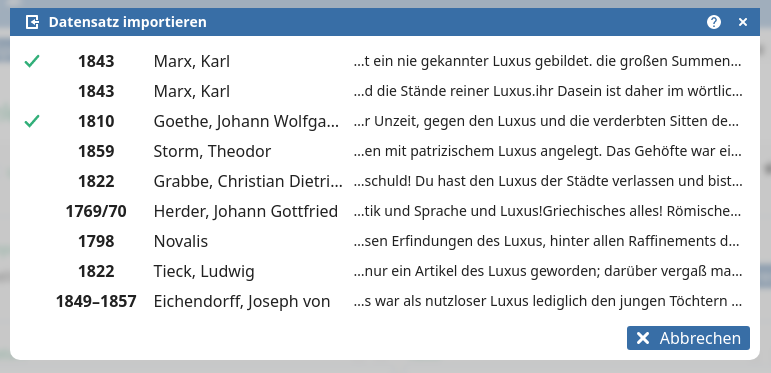 Datensatz importieren
1843 Marx, Karl ...t ein nie gekannter Luxus gebildet. die großen Summen...
1843 Marx, Karl ...d die Stände reiner Luxus.ihr Dasein ist daher im wörtlic...
1810 Goethe, Johann Wolfga... ...r Unzeit, gegen den Luxus und die verderbten Sitten de...
1859 Storm, Theodor ...en mit patrizischem Luxus angelegt. Das Gehöfte war ei...
1822 Grabbe, Christian Dietri... ...schuld! Du hast den Luxus der Städte verlassen und bist...
1769/70 Herder, Johann Gottfried ...tik und Sprache und Luxus!Griechisches alles! Römische...
1798 Novalis ...sen Erfindungen des Luxus, hinter allen Raffinements d...
1822 Tieck, Ludwig ...nur ein Artikel des Luxus geworden; darüber vergaß ma...
1849–1857 Eichendorff, Joseph von ...s war als nutzloser Luxus lediglich den jungen Töchtern ...
Abbrechen